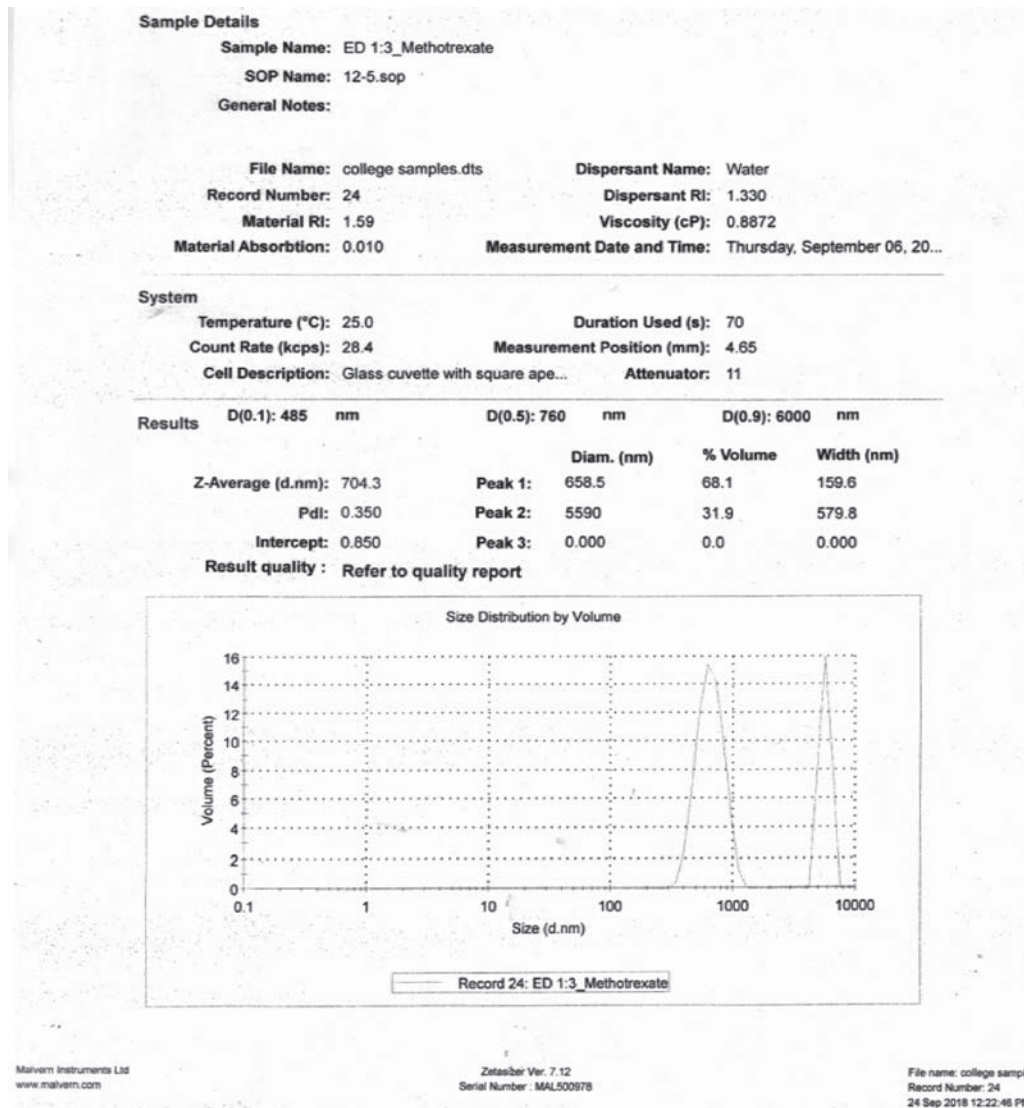 Sample Details
Sample Name: ED 1:3_Methotrexate
SOP Name: 12-5.sop
General Notes:
File Name: college samples.dts Dispersant Name: Water
Record Number: 24 Dispersant RI: 1.330
Material RI: 1.59 Viscosity (cP): 0.8872
Material Absorbtion: 0.010 Measurement Date and Time: Thursday, September 06, 20...
System
Temperature (°C): 25.0 Duration Used (s): 70
Count Rate (kcps): 28.4 Measurement Position (mm): 4.65
Cell Description: Glass cuvette with square ape... Attenuator: 11
Results D(0.1): 485 nm D(0.5): 760 nm D(0.9): 6000 nm
Diam. (nm) % Volume Width (nm)
Z-Average (d.nm): 704.3 Peak 1: 658.5 68.1 159.6
PdI: 0.350 Peak 2: 5590 31.9 579.8
Intercept: 0.850 Peak 3: 0.000 0.0 0.000
Result quality : Refer to quality report
Size Distribution by Volume
Volume (Percent)
16
14
12
10
8
6
4
2
0
0.1 1 10 100 1000 10000
Size (d.nm)
Record 24: ED 1:3_Methotrexate
Malvern Instruments Ltd Zetasizer Ver. 7.12 File name: college sampl
www.malvern.com Serial Number : MAL500978 Record Number: 24
24 Sep 2018 12:22:46 PM